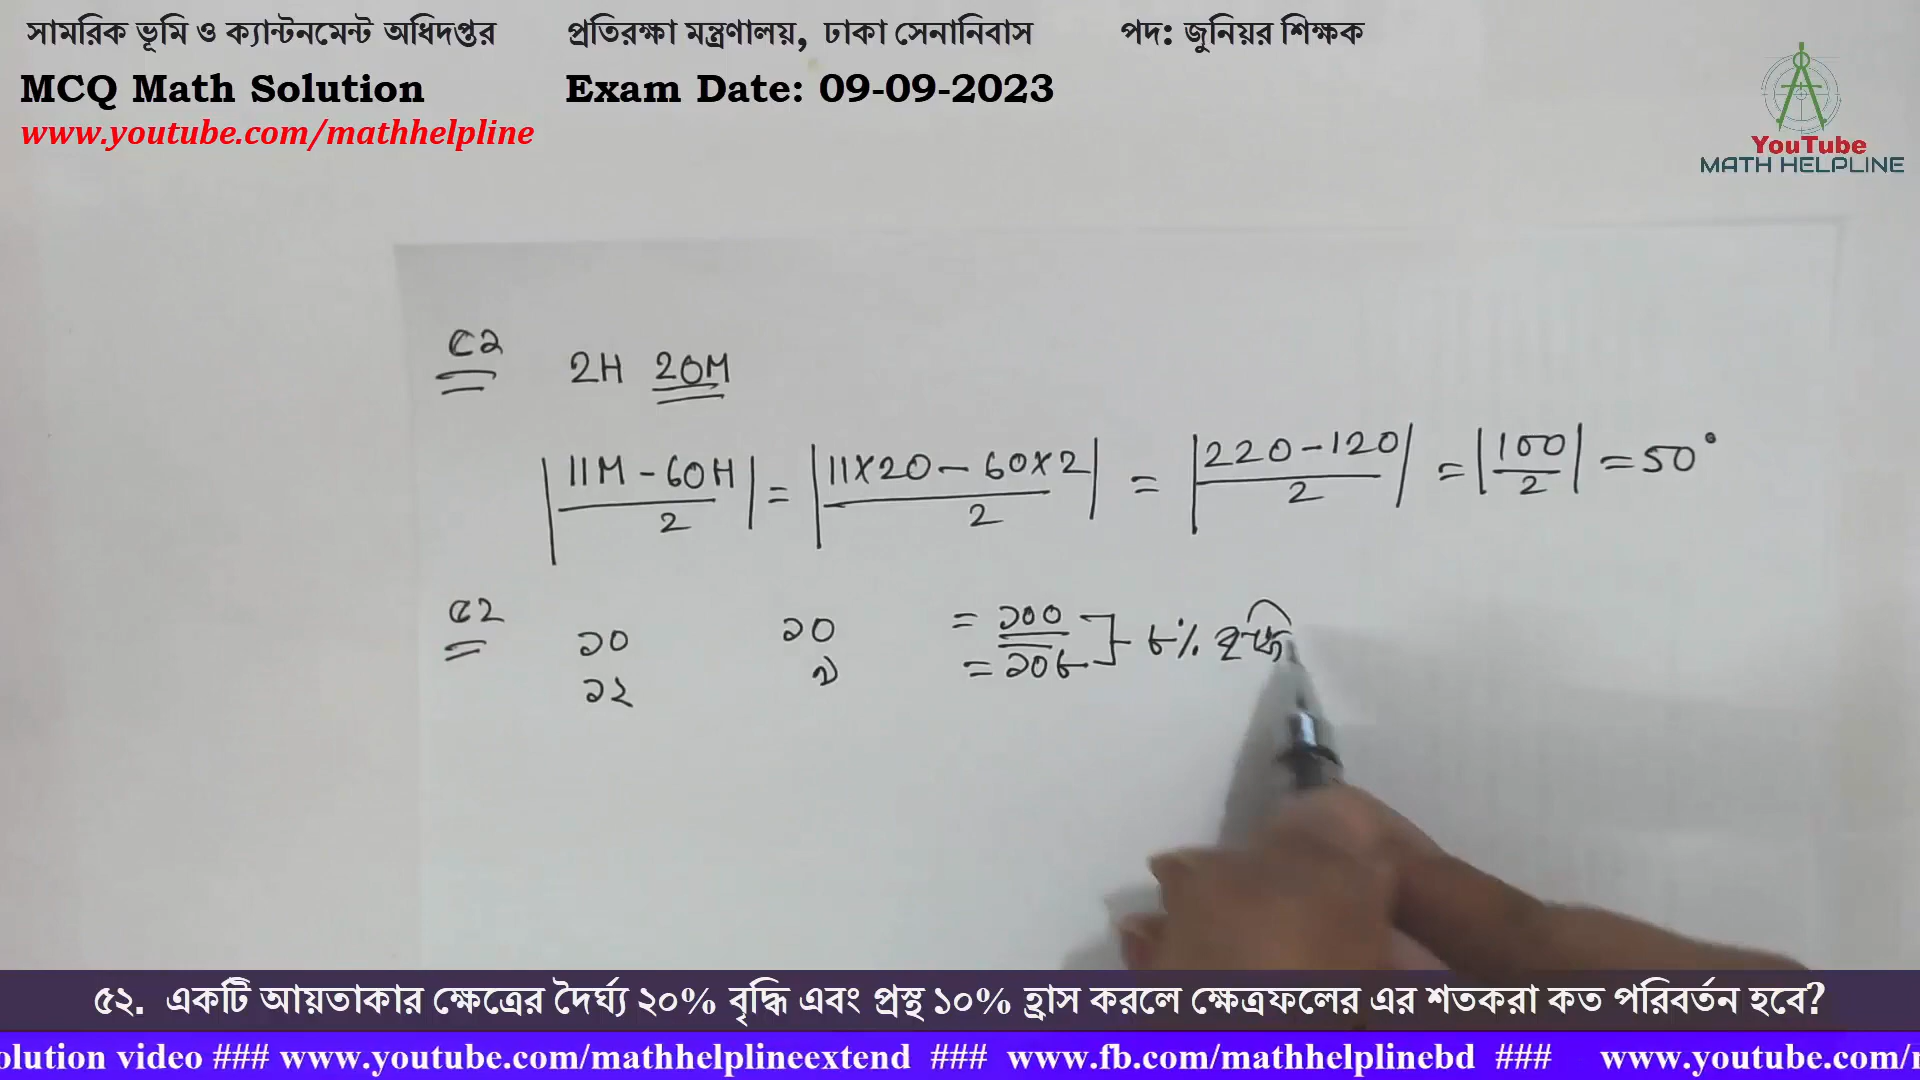 সামরিক ভূমি ও ক্যান্টনমেন্ট অধিদপ্তর প্রতিরক্ষা মন্ত্রণালয়, ঢাকা সেনানিবাস পদ: জুনিয়র শিক্ষক
MCQ Math Solution Exam Date: 09-09-2023
www.youtube.com/mathhelpline
YouTube
MATH HELPLINE
৫২ 2H 20M
|11M-60H/2| = |11×20-60×2/2| = |220-120/2| = |100/2| = 50°
৫২ ১০ ১০ = ১০০
১২ ৯ = ১০৮ ] ৮% বৃদ্ধি
৫২. একটি আয়তাকার ক্ষেত্রের দৈর্ঘ্য ২০% বৃদ্ধি এবং প্রস্থ ১০% হ্রাস করলে ক্ষেত্রফলের এর শতকরা কত পরিবর্তন হবে?
olution video ### www.youtube.com/mathhelplineextend ### www.fb.com/mathhelplinebd ### www.youtube.com/